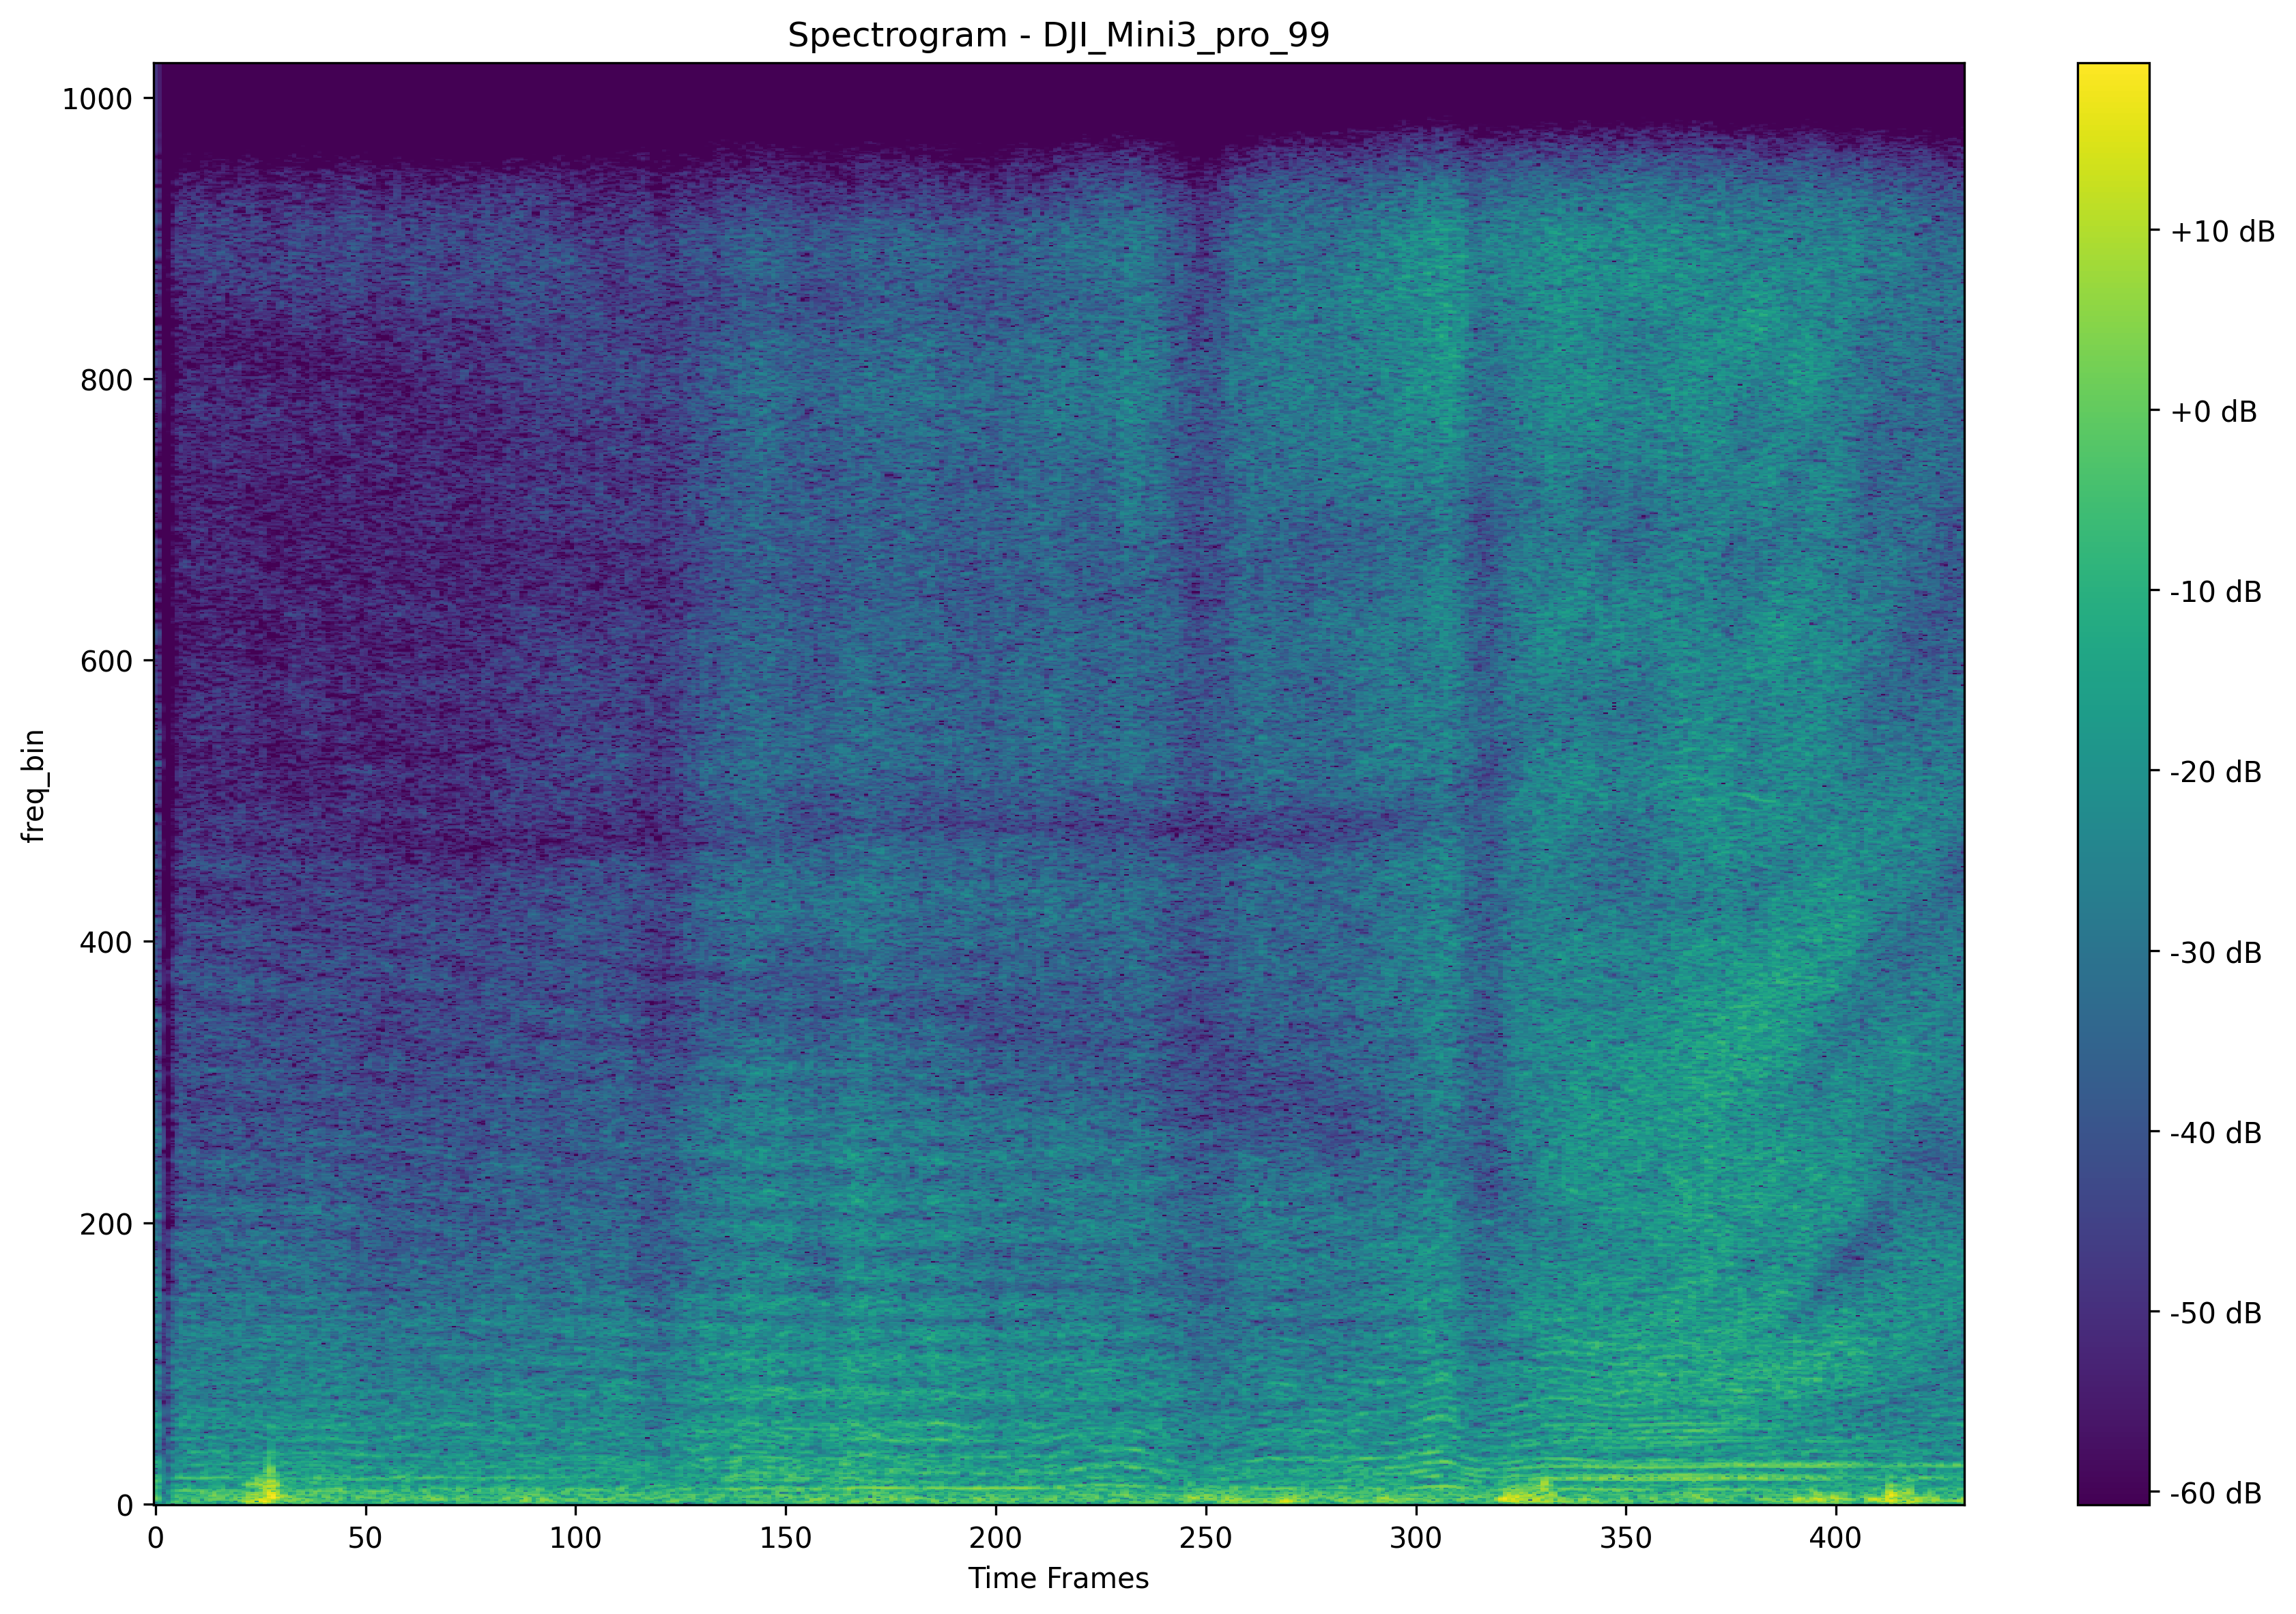 Spectrogram - DJI_Mini3_pro_99
1000
800
600
400
200
0
freq_bin
0 50 100 150 200 250 300 350 400
Time Frames
+10 dB
+0 dB
-10 dB
-20 dB
-30 dB
-40 dB
-50 dB
-60 dB